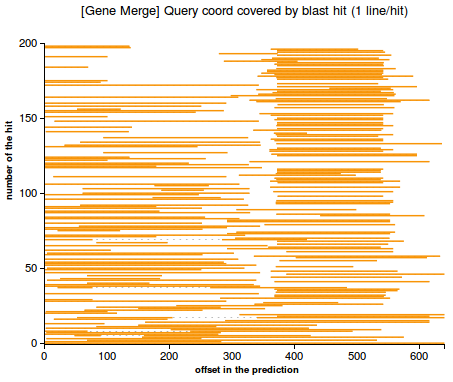 [Gene Merge] Query coord covered by blast hit (1 line/hit)
200
150
100
50
0
number of the hit
0 100 200 300 400 500 600
offset in the prediction